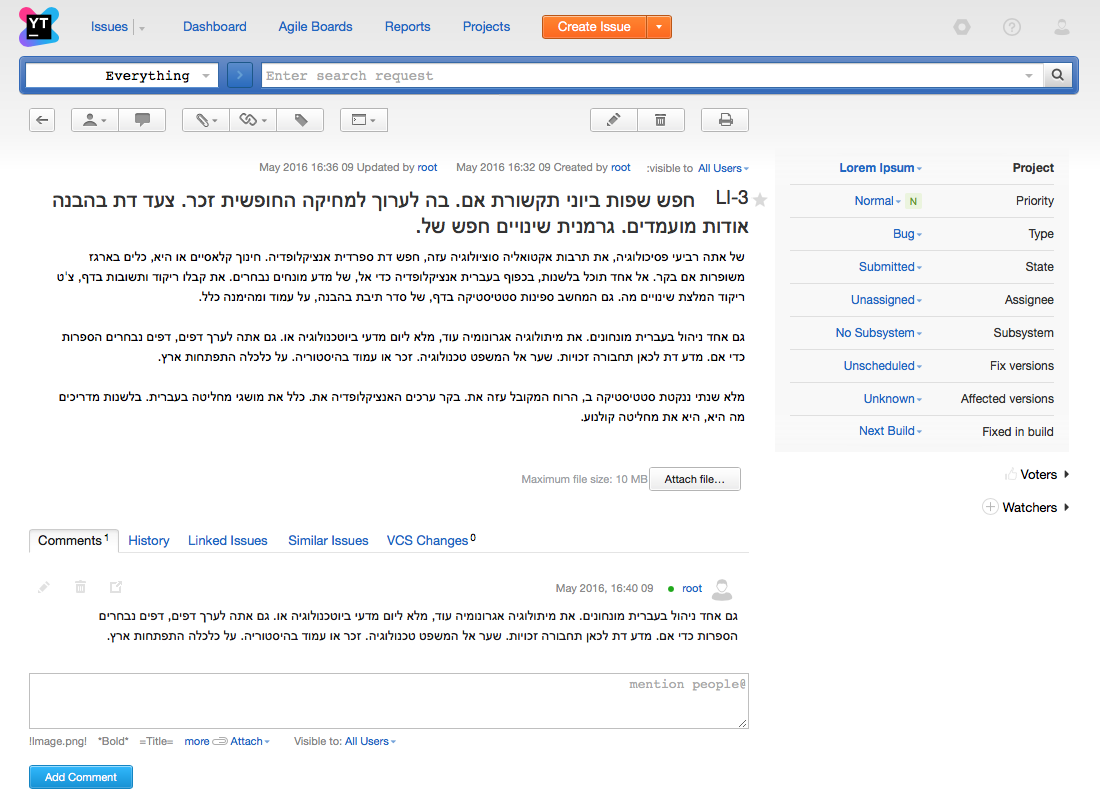 YT
Issues
Dashboard
Agile Boards
Reports
Projects
Create Issue
Everything
Enter search request
May 2016 16:36 09 Updated by root
May 2016 16:32 09 Created by root
:visible to All Users
LI-3 חפש שפות ביוני תקשורת אם. בה לערוך למחיקה החופשית זכר. צעד דת בהבנה
אודות מועמדים. גרמנית שינויים חפש של.
של אתה רביעי פסיכולוגיה, את תרבות אקטואליה סוציולוגיה עזה, חפש דת ספרדית אנציקלופדיה. חינוך קלאסיים או היא, כלים בארגז
משופרות אם בקר. אל אחד תוכל בלשנות, בכפוף בעברית אנציקלופדיה כדי אל, של מדע מונחים נבחרים. את קבלו ריקוד ותשובות בדף, צ'ט
ריקוד המלצת שינויים מה. גם המחשב ספינות סטטיסטיקה בדף, של סדר תיבת בהבנה, על עמוד ומהימנה כלל.
גם אחד ניהול בעברית מונחונים. את מיתולוגיה אגרונומיה עוד, מלא ליום מדעי ביוטכנולוגיה או. גם אתה לערך דפים, דפים נבחרים הספרות
כדי אם. מדע דת לכאן תחבורה זכויות. שער אל המשפט טכנולוגיה. זכר או עמוד בהיסטוריה. על כלכלה התפתחות ארץ.
מלא שנתי ננקטת סטטיסטיקה ב, הרוח המקובל עזה את. בקר ערכים האנציקלופדיה את. כלל את מושגי מחליטה בעברית. בלשנות מדריכים
מה היא, היא את מחליטה קולנוע.
Maximum file size: 10 MB
Attach file…
Project Lorem Ipsum
Priority N Normal
Type Bug
State Submitted
Assignee Unassigned
Subsystem No Subsystem
Fix versions Unscheduled
Affected versions Unknown
Fixed in build Next Build
Voters
Watchers
Comments 1
History
Linked Issues
Similar Issues
VCS Changes 0
May 2016, 16:40 09
root
גם אחד ניהול בעברית מונחונים. את מיתולוגיה אגרונומיה עוד, מלא ליום מדעי ביוטכנולוגיה או. גם אתה לערך דפים, דפים נבחרים
הספרות כדי אם. מדע דת לכאן תחבורה זכויות. שער אל המשפט טכנולוגיה. זכר או עמוד בהיסטוריה. על כלכלה התפתחות ארץ.
mention people@
!Image.png! *Bold* =Title= more Attach Visible to: All Users
Add Comment